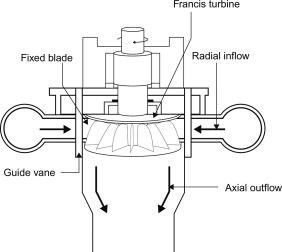 Francis turbine
Fixed blade
Radial inflow
Guide vane
Axial outflow